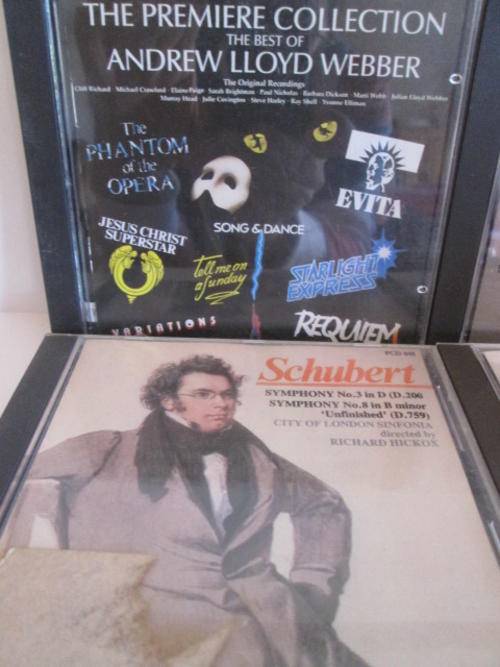 THE PREMIERE COLLECTION
THE BEST OF
ANDREW LLOYD WEBBER
The Original Recordings
Cliff Richard · Michael Crawford · Elaine Paige · Sarah Brightman · Paul Nicholas · Barbara Dickson · Marti Webb · Julian Lloyd Webber
Murray Head · Julie Covington · Steve Harley · Ray Shell · Yvonne Elliman
The
PHANTOM
of the
OPERA
EVITA
JESUS CHRIST
SUPERSTAR
SONG & DANCE
tell me on
a Sunday
STARLIGHT
EXPRESS
VARIATIONS
REQUIEM
Schubert
SYMPHONY No.3 in D (D.200
SYMPHONY No.8 in B minor
'Unfinished' (D.759)
CITY OF LONDON SINFONIA
directed by
RICHARD HICKOX